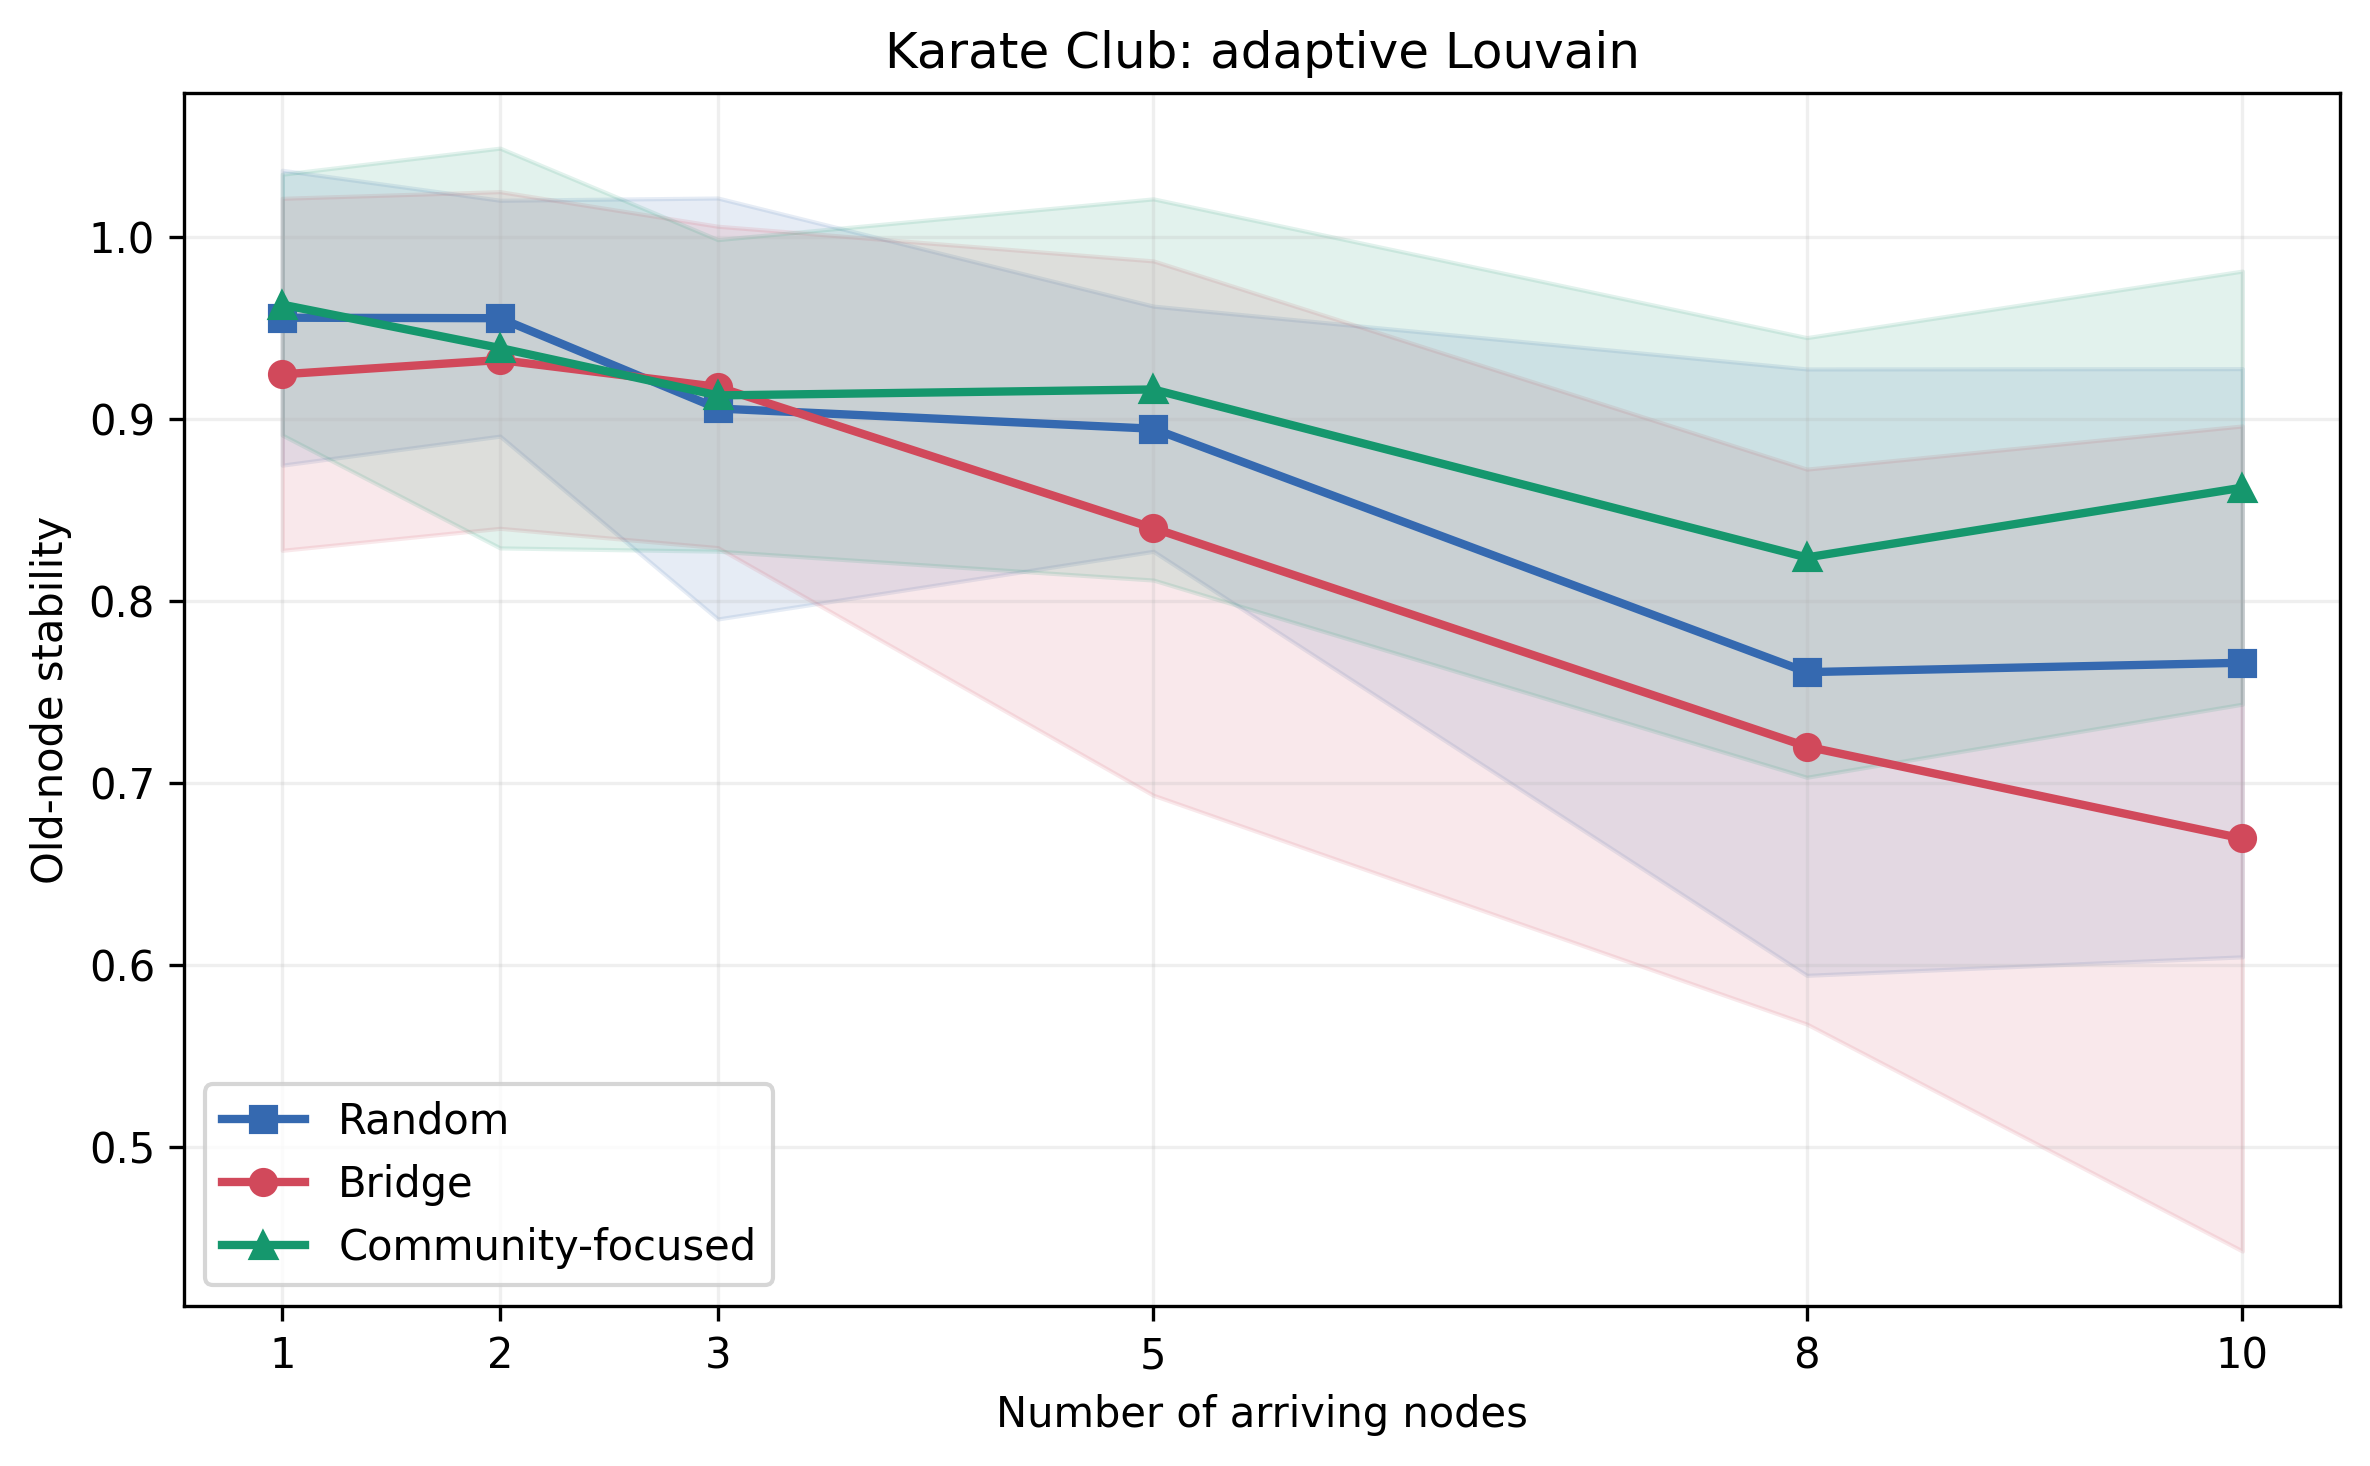 Karate Club: adaptive Louvain
Old-node stability
1.0
0.9
0.8
0.7
0.6
0.5
Random
Bridge
Community-focused
1 2 3 5 8 10
Number of arriving nodes